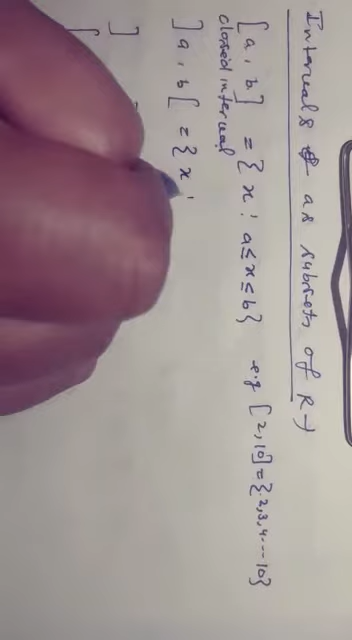 Intervals as subsets of R →
[a, b] = { x : a ≤ x ≤ b } e.g [2, 10] = {2,3,4....10}
closed interval
] a, b [ = { x :
]
[